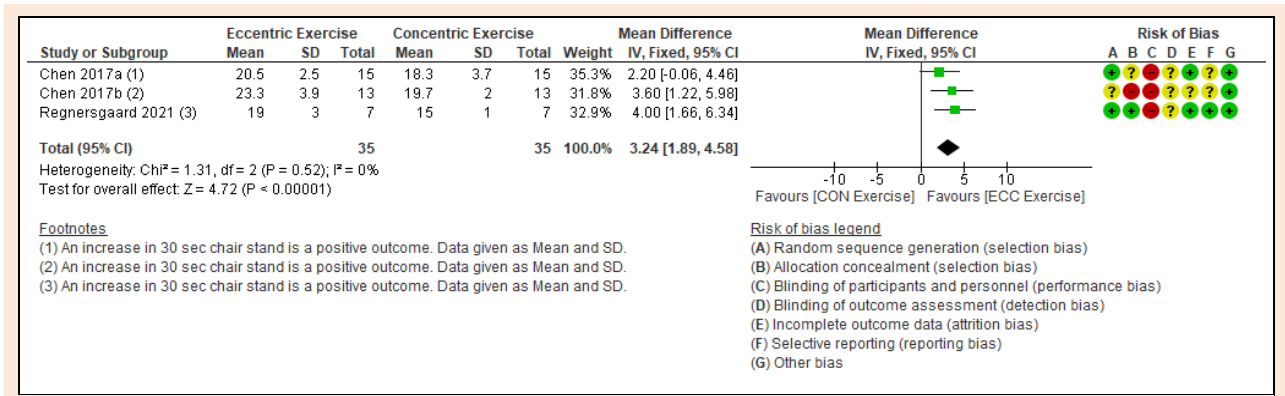 Eccentric Exercise Concentric Exercise Mean Difference Mean Difference Risk of Bias
Study or Subgroup Mean SD Total Mean SD Total Weight IV, Fixed, 95% CI IV, Fixed, 95% CI A B C D E F G
Chen 2017a (1) 20.5 2.5 15 18.3 3.7 15 35.3% 2.20 [-0.06, 4.46] + ? - ? + ? +
Chen 2017b (2) 23.3 3.9 13 19.7 2 13 31.8% 3.60 [1.22, 5.98] ? - - ? ? ? +
Regnersgaard 2021 (3) 19 3 7 15 1 7 32.9% 4.00 [1.66, 6.34] + + - ? + + +
Total (95% CI) 35 35 100.0% 3.24 [1.89, 4.58]
Heterogeneity: Chi² = 1.31, df = 2 (P = 0.52); I² = 0%
Test for overall effect: Z = 4.72 (P < 0.00001)
-10 -5 0 5 10
Favours [CON Exercise] Favours [ECC Exercise]
Footnotes
(1) An increase in 30 sec chair stand is a positive outcome. Data given as Mean and SD.
(2) An increase in 30 sec chair stand is a positive outcome. Data given as Mean and SD.
(3) An increase in 30 sec chair stand is a positive outcome. Data given as Mean and SD.
Risk of bias legend
(A) Random sequence generation (selection bias)
(B) Allocation concealment (selection bias)
(C) Blinding of participants and personnel (performance bias)
(D) Blinding of outcome assessment (detection bias)
(E) Incomplete outcome data (attrition bias)
(F) Selective reporting (reporting bias)
(G) Other bias